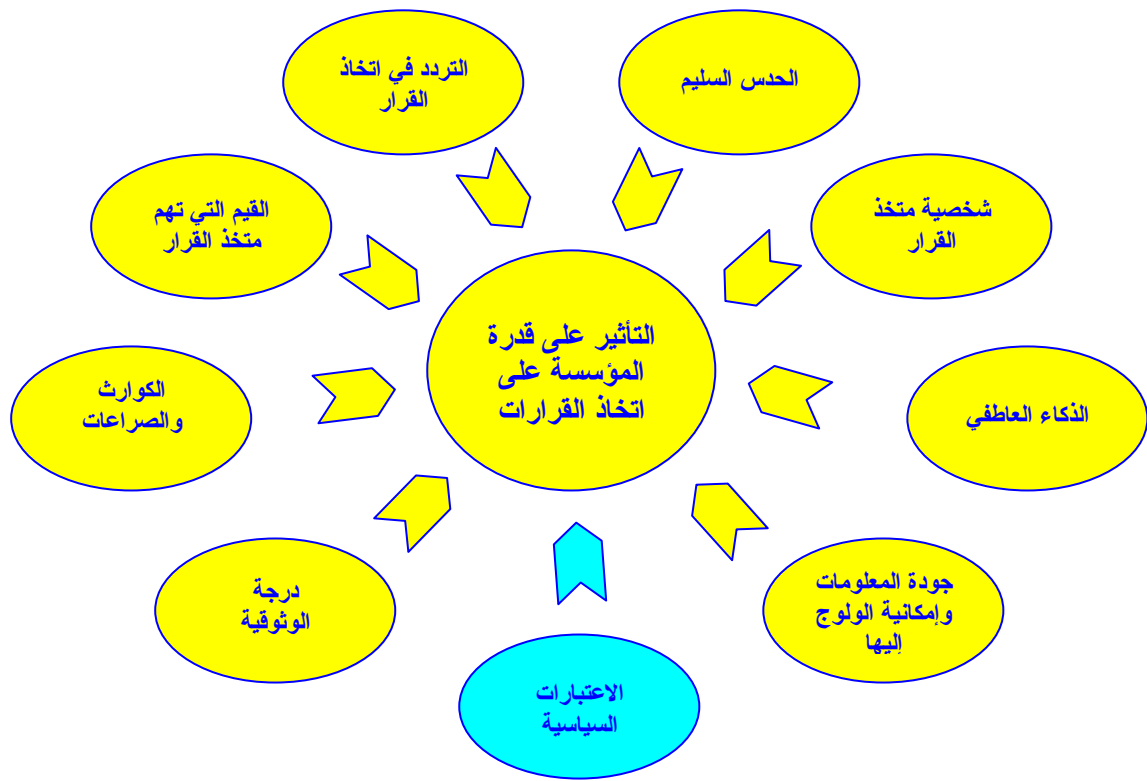 الحدس السليم
التردد في اتخاذ
القرار
شخصية متخذ
القرار
القيم التي تهم
متخذ القرار
التأثير على قدرة
المؤسسة على
اتخاذ القرارات
الذكاء العاطفي
الكوارث
والصراعات
جودة المعلومات
وإمكانية الولوج
إليها
درجة
الوثوقية
الاعتبارات
السياسية